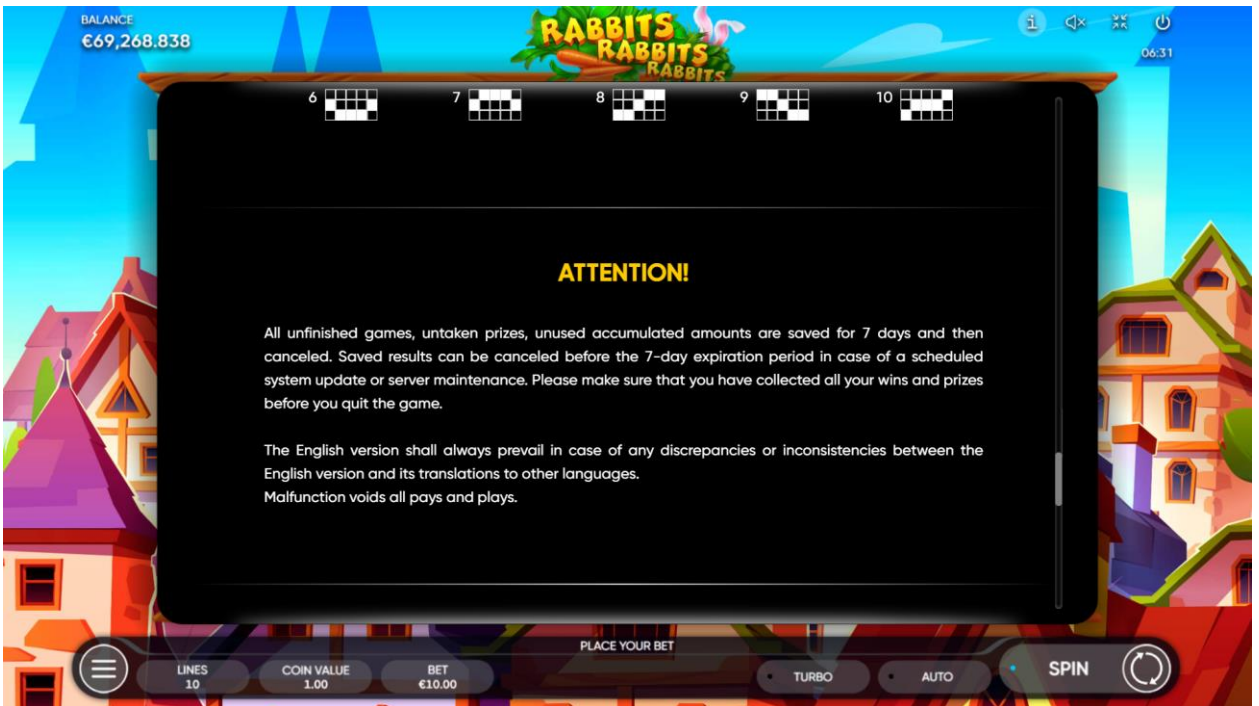 BALANCE
€69,268.838
RABBITS
RABBITS
RABBITS
i
06:31
6 7 8 9 10
ATTENTION!
All unfinished games, untaken prizes, unused accumulated amounts are saved for 7 days and then
canceled. Saved results can be canceled before the 7-day expiration period in case of a scheduled
system update or server maintenance. Please make sure that you have collected all your wins and prizes
before you quit the game.
The English version shall always prevail in case of any discrepancies or inconsistencies between the
English version and its translations to other languages.
Malfunction voids all pays and plays.
PLACE YOUR BET
LINES
10
COIN VALUE
1.00
BET
€10.00
TURBO
AUTO
SPIN